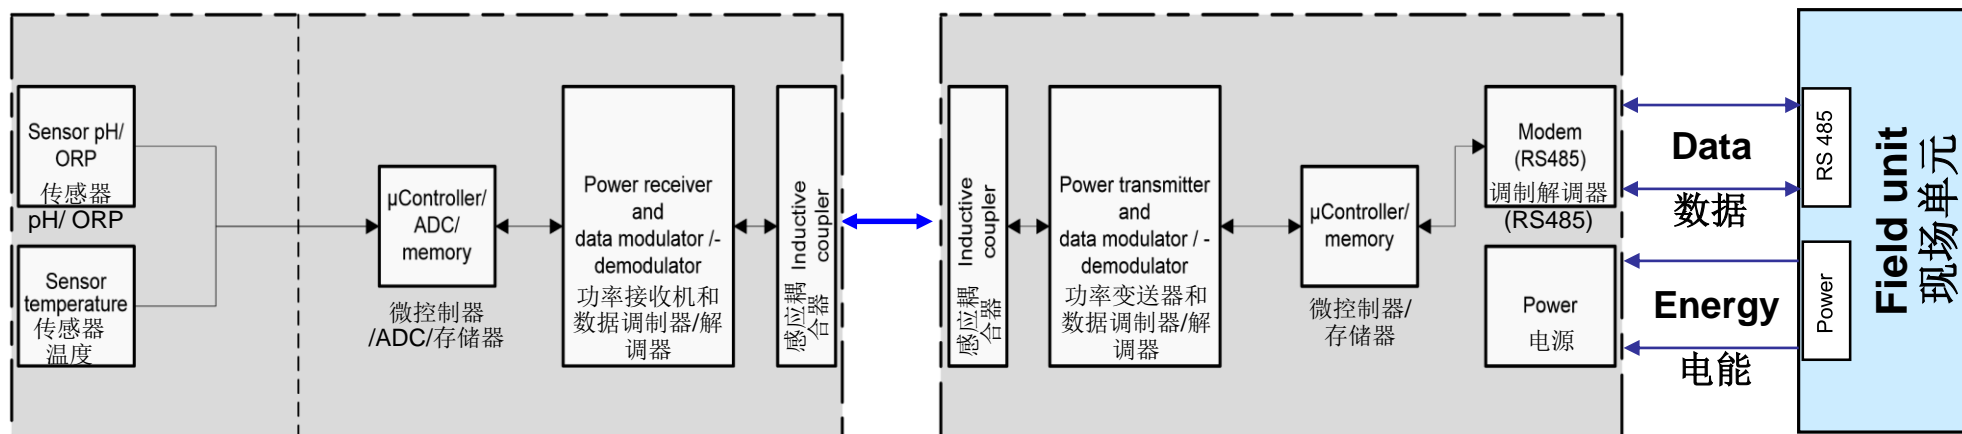 Sensor pH/
ORP
传感器
pH/ ORP
Sensor
temperature
传感器
温度
µController/
ADC/
memory
微控制器
/ADC/存储器
Power receiver
and
data modulator /-
demodulator
功率接收机和
数据调制器/解
调器
Inductive
coupler
感应耦
合器
Inductive
coupler
感应耦
合器
Power transmitter
and
data modulator / -
demodulator
功率变送器和
数据调制器/解
调器
µController/
memory
微控制器/
存储器
Modem
(RS485)
调制解调器
(RS485)
Power
电源
Data
数据
Energy
电能
RS 485
Power
Field unit
现场单元